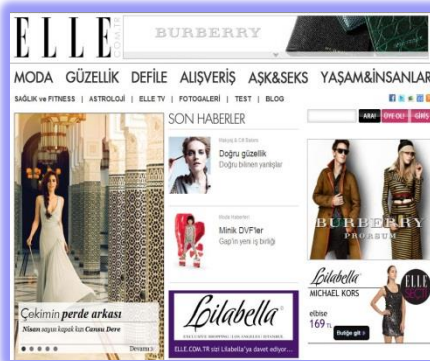 ELLE .COM.TR
BURBERRY
MODA GÜZELLİK DEFİLE ALIŞVERİŞ AŞK&SEKS YAŞAM&İNSANLAR
SAĞLIK ve FITNESS | ASTROLOJİ | ELLE TV | FOTOGALERİ | TEST | BLOG
SON HABERLER
ARA! ÜYE OL! GİRİŞ
Doğru güzellik
Doğru bilinen yanlışlar
Minik DVF'ler
Gap'in yeni iş birliği
BURBERRY
PRORSUM
Çekimin perde arkası
Nisan sayısı kapak kızı Cansu Dere
Devamı
Lilabella
ELLE.COM.TR sizi Lilabella'ya davet ediyor...
Lilabella
MICHAEL KORS
elbise
169 TL
ELLE
SEÇTİ